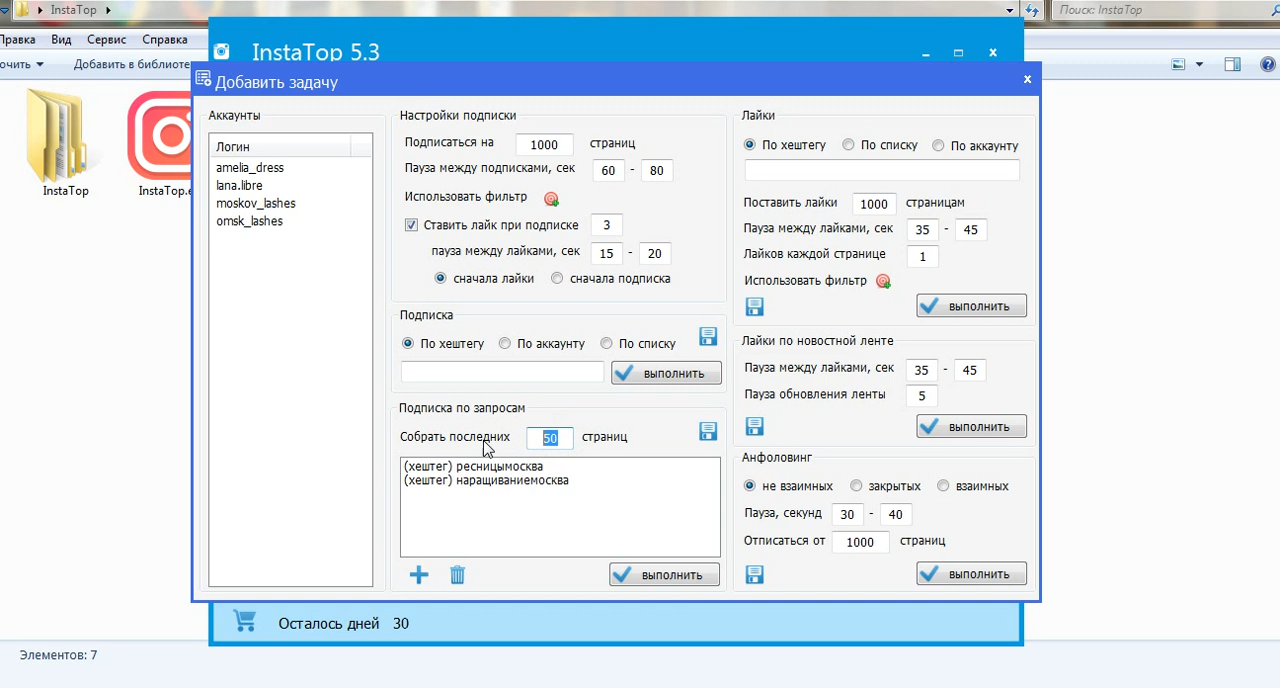 InstaTop
Поиск: InstaTop
Правка Вид Сервис Справка
InstaTop 5.3
Добавить в библиоте
Добавить задачу
InstaTop
InstaTop.e
Аккаунты
Логин
amelia_dress
lana.libre
moskov_lashes
omsk_lashes
Настройки подписки
Подписаться на 1000 страниц
Пауза между подписками, сек 60 - 80
Использовать фильтр
Ставить лайк при подписке 3
пауза между лайками, сек 15 - 20
сначала лайки сначала подписка
Подписка
По хештегу По аккаунту По списку
выполнить
Подписка по запросам
Собрать последних 50 страниц
(хештег) ресницымосква
(хештег) наращиваниемосква
выполнить
Лайки
По хештегу По списку По аккаунту
Поставить лайки 1000 страницам
Пауза между лайками, сек 35 - 45
Лайков каждой странице 1
Использовать фильтр
выполнить
Лайки по новостной ленте
Пауза между лайками, сек 35 - 45
Пауза обновления ленты 5
выполнить
Анфоловинг
не взаимных закрытых взаимных
Пауза, секунд 30 - 40
Отписаться от 1000 страниц
выполнить
Осталось дней 30
Элементов: 7